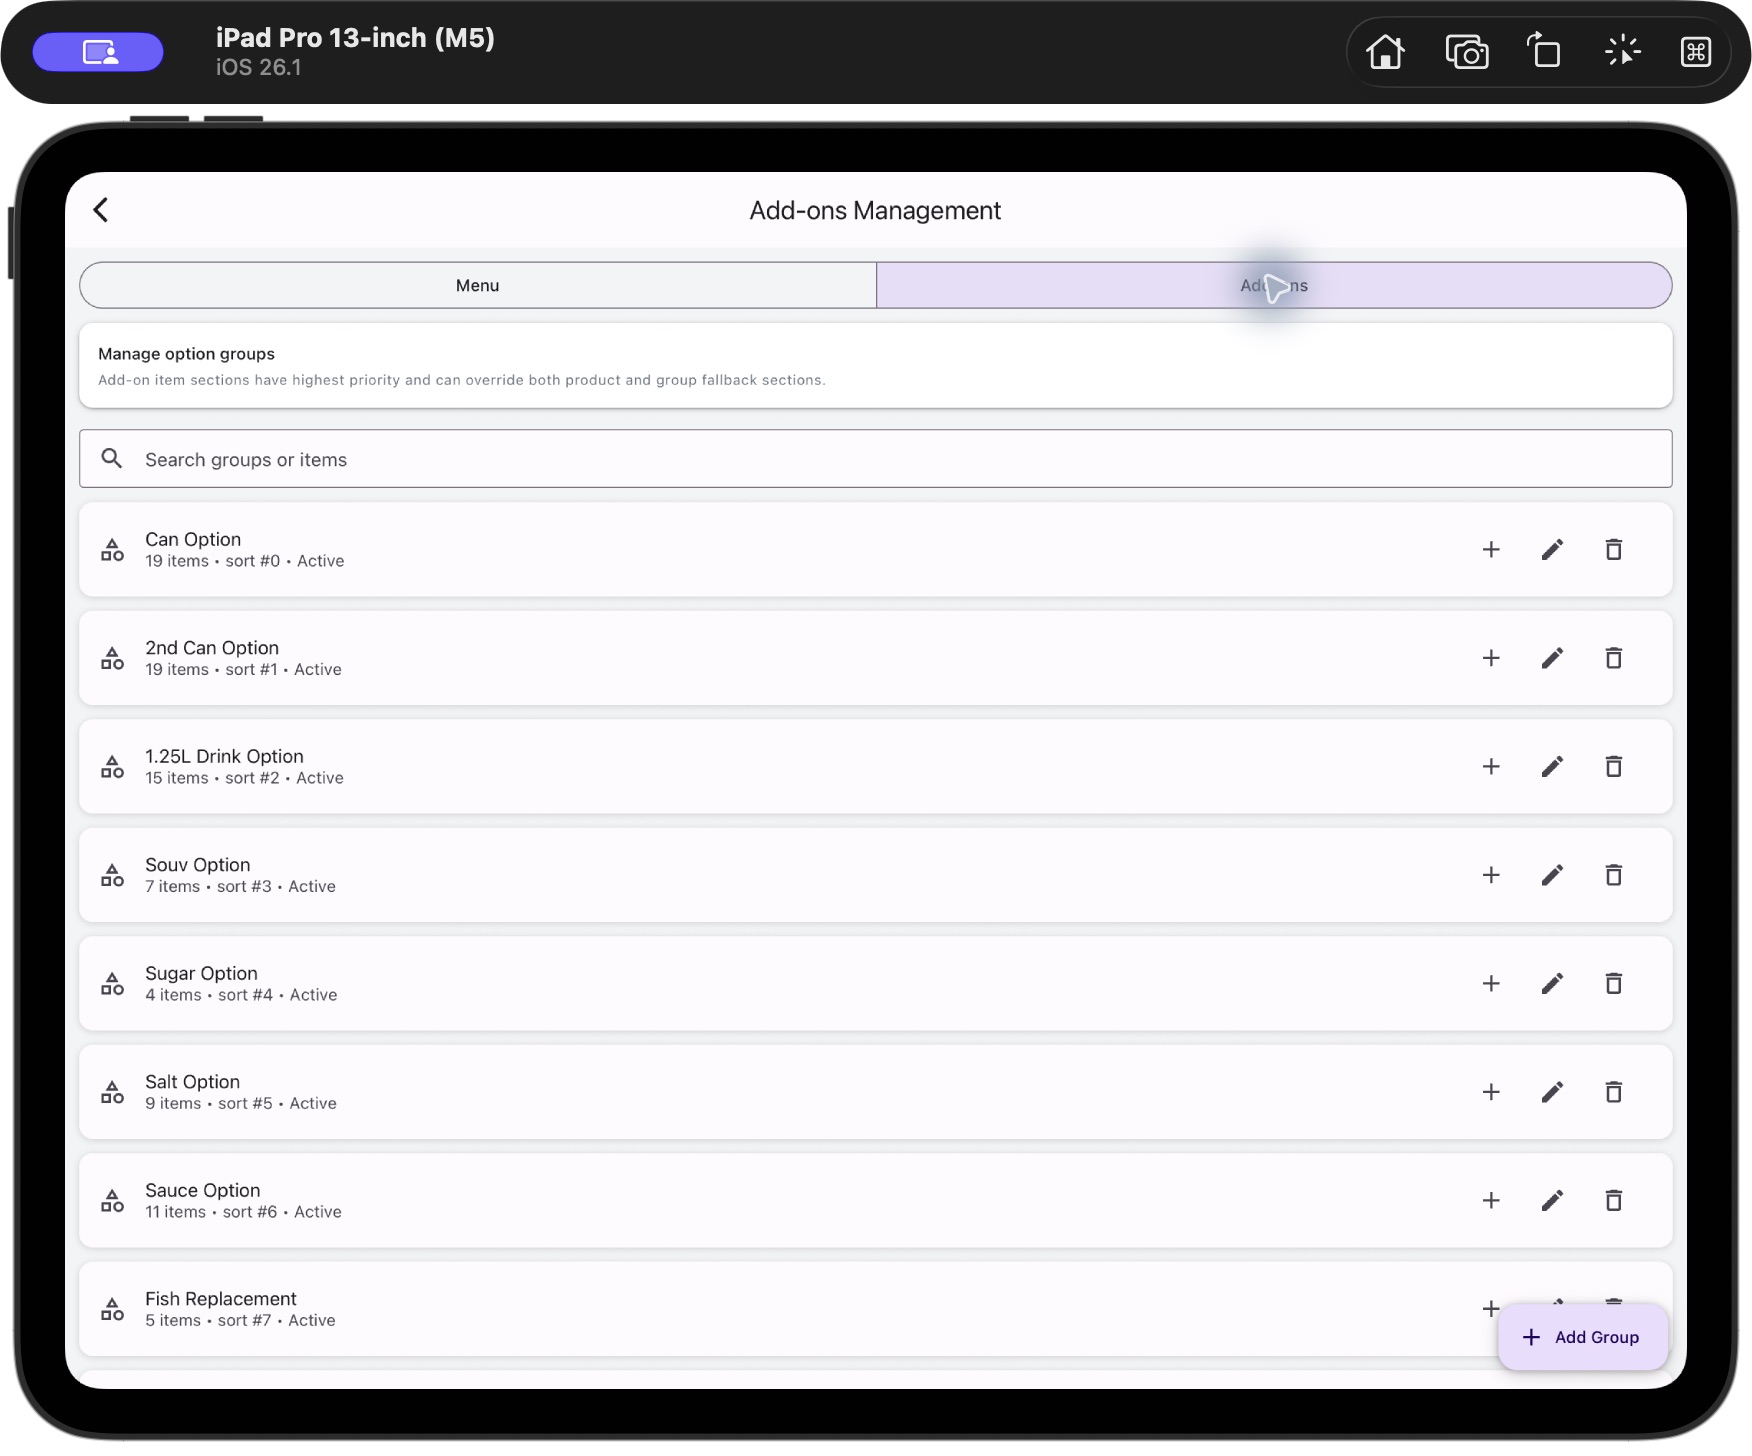 iPad Pro 13-inch (M5)
iOS 26.1
Add-ons Management
Menu
Manage option groups
Add-on item sections have highest priority and can override both product and group fallback sections.
Search groups or items
Can Option
19 items • sort #0 • Active
2nd Can Option
19 items • sort #1 • Active
1.25L Drink Option
15 items • sort #2 • Active
Souv Option
7 items • sort #3 • Active
Sugar Option
4 items • sort #4 • Active
Salt Option
9 items • sort #5 • Active
Sauce Option
11 items • sort #6 • Active
Fish Replacement
5 items • sort #7 • Active
Add Group